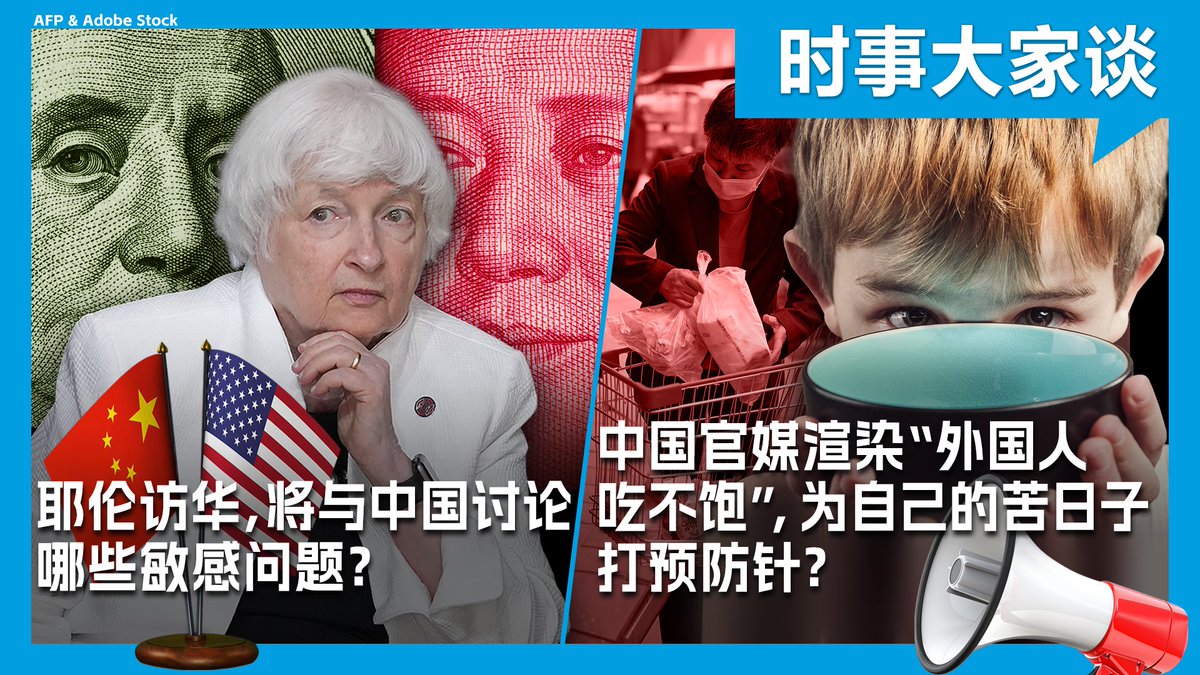 AFP & Adobe Stock
时事大家谈
耶伦访华,将与中国讨论
哪些敏感问题?
中国官媒渲染“外国人
吃不饱”,为自己的苦日子
打预防针?